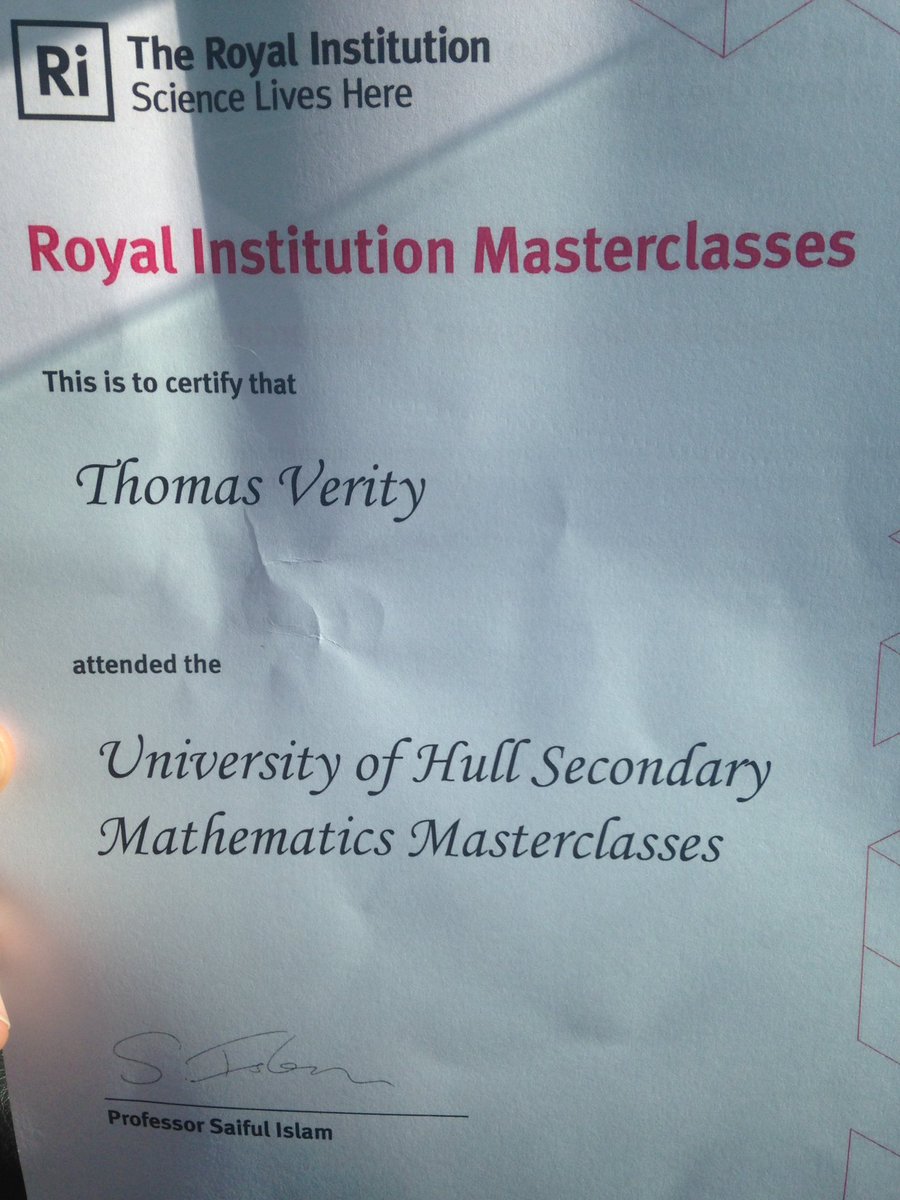 Ri
The Royal Institution
Science Lives Here
Royal Institution Masterclasses
This is to certify that
Thomas Verity
attended the
University of Hull Secondary
Mathematics Masterclasses
S. Islam
Professor Saiful Islam